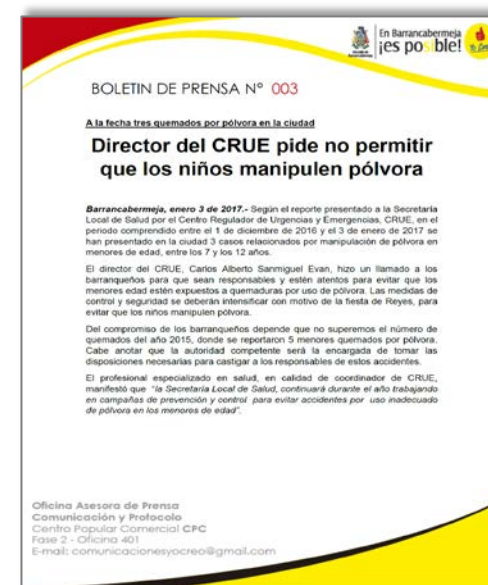 En Barrancabermeja
¡es posible!
BOLETIN DE PRENSA N° 003
A la fecha tres quemados por pólvora en la ciudad
Director del CRUE pide no permitir
que los niños manipulen pólvora
Barrancabermeja, enero 3 de 2017.- Según el reporte presentado a la Secretaría
Local de Salud por el Centro Regulador de Urgencias y Emergencias, CRUE, en el
periodo comprendido entre el 1 de diciembre de 2016 y el 3 de enero de 2017 se
han presentado en la ciudad 3 casos relacionados por manipulación de pólvora en
menores de edad, entre los 7 y los 12 años.
El director del CRUE, Carlos Alberto Sanmiguel Evan, hizo un llamado a los
barranqueños para que sean responsables y estén atentos para evitar que los
menores edad estén expuestos a quemaduras por uso de pólvora. Las medidas de
control y seguridad se deberán intensificar con motivo de la fiesta de Reyes, para
evitar que los niños manipulen pólvora.
Del compromiso de los barranqueños depende que no superemos el número de
quemados del año 2015, donde se reportaron 5 menores quemados por pólvora.
Cabe anotar que la autoridad competente será la encargada de tomar las
disposiciones necesarias para castigar a los responsables de estos accidentes.
El profesional especializado en salud, en calidad de coordinador de CRUE,
manifestó que "la Secretaría Local de Salud, continuará durante el año trabajando
en campañas de prevención y control para evitar accidentes por uso inadecuado
de pólvora en los menores de edad".
Oficina Asesora de Prensa
Comunicación y Protocolo
Centro Popular Comercial CPC
Fase 2 - Oficina 401
E-mail: comunicacionesyocreo@gmail.com